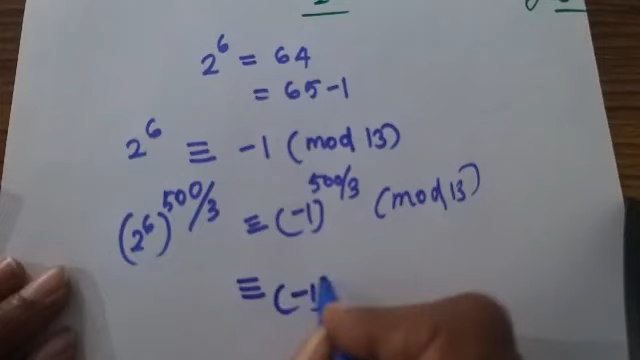 2^6 = 64
= 65-1
2^6 ≡ -1 (mod 13)
(2^6)^500/3 ≡ (-1)^500/3 (mod 13)
≡ (-1)